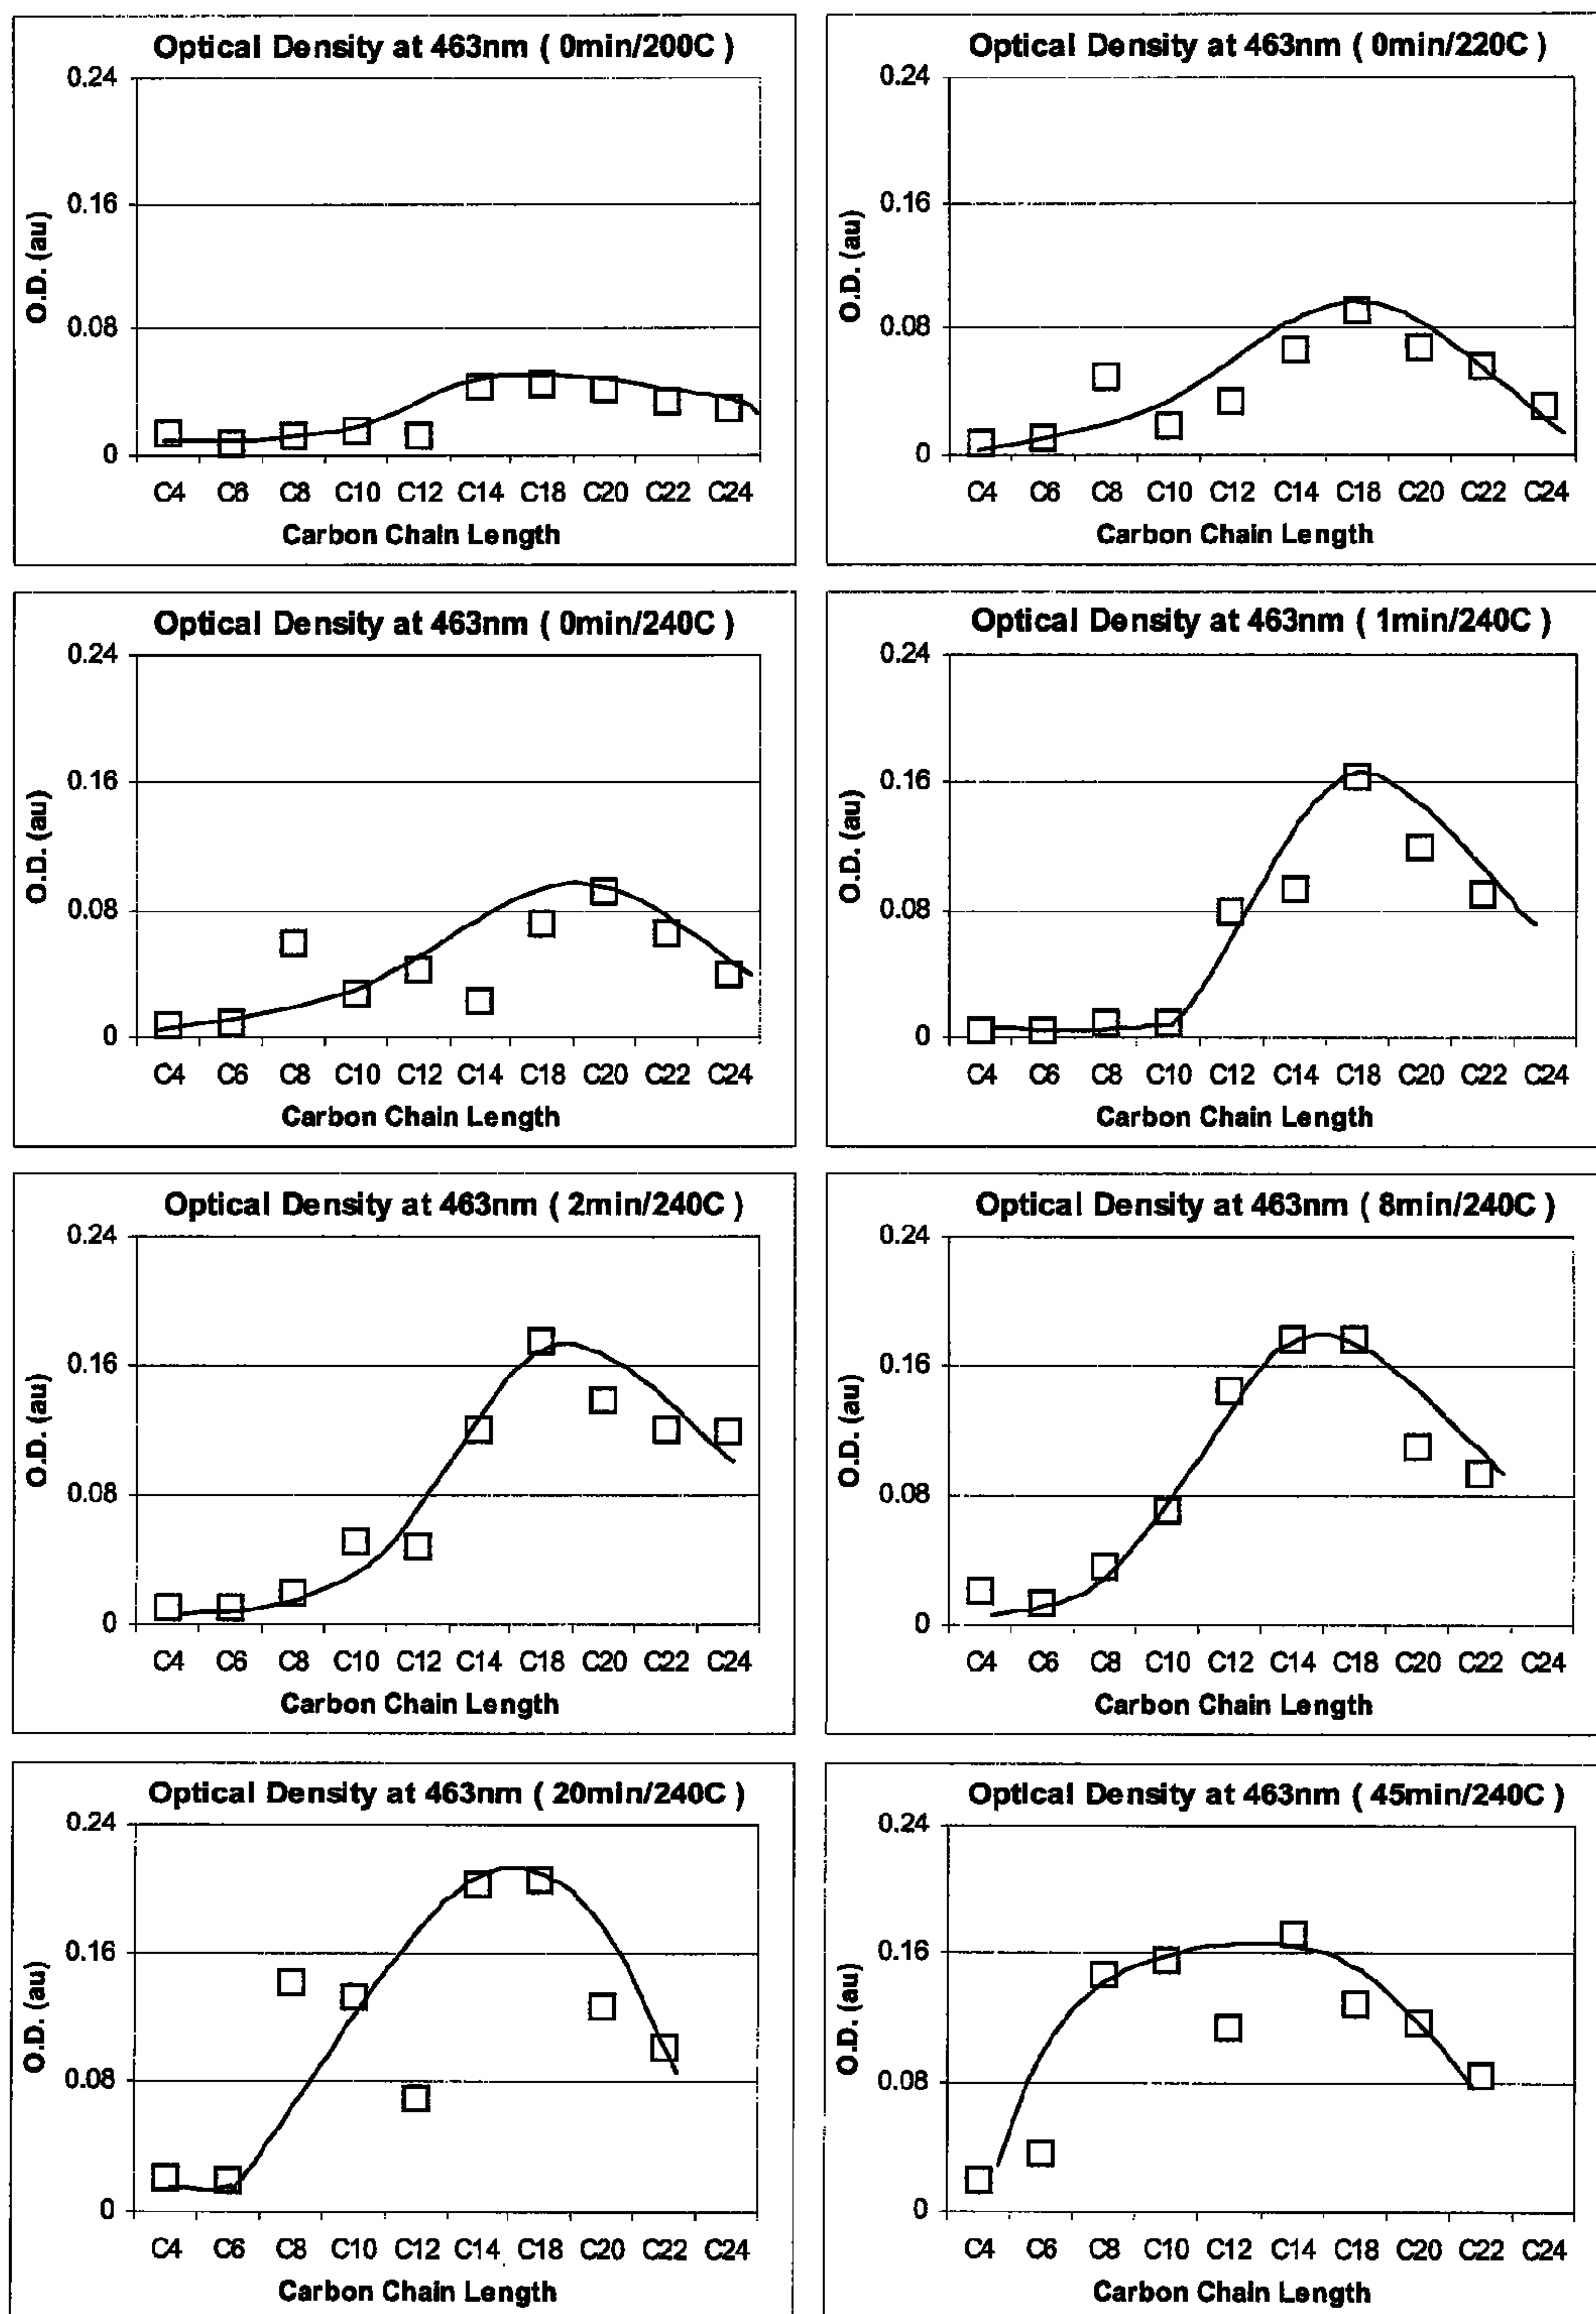 Optical Density at 463nm ( 0min/200C )
0.24
0.16
0.08
0
O.D. (au)
C4 C6 C8 C10 C12 C14 C18 C20 C22 C24
Carbon Chain Length
Optical Density at 463nm ( 0min/220C )
0.24
0.16
0.08
0
O.D. (au)
C4 C6 C8 C10 C12 C14 C18 C20 C22 C24
Carbon Chain Length
Optical Density at 463nm ( 0min/240C )
0.24
0.16
0.08
0
O.D. (au)
C4 C6 C8 C10 C12 C14 C18 C20 C22 C24
Carbon Chain Length
Optical Density at 463nm ( 1min/240C )
0.24
0.16
0.08
0
O.D. (au)
C4 C6 C8 C10 C12 C14 C18 C20 C22 C24
Carbon Chain Length
Optical Density at 463nm ( 2min/240C )
0.24
0.16
0.08
0
O.D. (au)
C4 C6 C8 C10 C12 C14 C18 C20 C22 C24
Carbon Chain Length
Optical Density at 463nm ( 8min/240C )
0.24
0.16
0.08
0
O.D. (au)
C4 C6 C8 C10 C12 C14 C18 C20 C22 C24
Carbon Chain Length
Optical Density at 463nm ( 20min/240C )
0.24
0.16
0.08
0
O.D. (au)
C4 C6 C8 C10 C12 C14 C18 C20 C22 C24
Carbon Chain Length
Optical Density at 463nm ( 45min/240C )
0.24
0.16
0.08
0
O.D. (au)
C4 C6 C8 C10 C12 C14 C18 C20 C22 C24
Carbon Chain Length